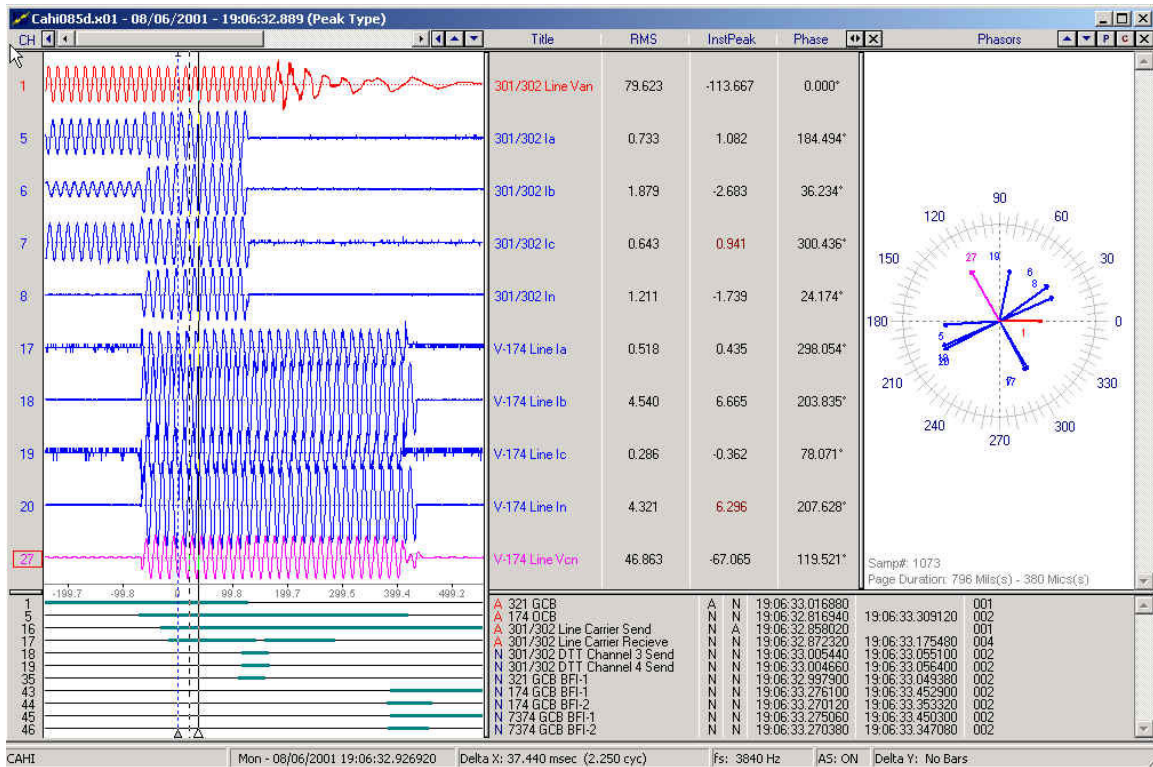 Cahi085d.x01 - 08/06/2001 - 19:06:32.889 (Peak Type)
CH Title RMS InstPeak Phase Phasors P C
1 301/302 Line Van 79.623 -113.667 0.000°
5 301/302 Ia 0.733 1.082 184.494°
6 301/302 Ib 1.879 -2.683 36.234°
7 301/302 Ic 0.643 0.941 300.436°
8 301/302 In 1.211 -1.739 24.174°
17 V-174 Line Ia 0.518 0.435 298.054°
18 V-174 Line Ib 4.540 6.665 203.835°
19 V-174 Line Ic 0.286 -0.362 78.071°
20 V-174 Line In 4.321 6.296 207.628°
27 V-174 Line Vcn 46.863 -67.065 119.521°
90
120 60
150 27 19 6 8 30
180 5 1 0
20
210 330
240 300
270
Samp#: 1073
Page Duration: 796 Mils(s) - 380 Mics(s)
-199.7 -99.8 0 99.8 199.7 299.5 399.4 499.2
1 A 321 GCB A N 19:06:33.016880 001
5 A 174 OCB N N 19:06:32.816940 19:06:33.309120 002
16 A 301/302 Line Carrier Send N A 19:06:32.858020 001
17 A 301/302 Line Carrier Recieve N N 19:06:32.872320 19:06:33.175480 004
18 N 301/302 DTT Channel 3 Send N N 19:06:33.005440 19:06:33.055100 002
19 N 301/302 DTT Channel 4 Send N N 19:06:33.004660 19:06:33.056400 002
35 N 321 GCB BFI-1 N N 19:06:32.997900 19:06:33.049380 002
43 N 174 GCB BFI-1 N N 19:06:33.276100 19:06:33.452900 002
44 N 174 GCB BFI-2 N N 19:06:33.270120 19:06:33.353320 002
45 N 7374 GCB BFI-1 N N 19:06:33.275060 19:06:33.450300 002
46 N 7374 GCB BFI-2 N N 19:06:33.270380 19:06:33.347080 002
CAHI Mon - 08/06/2001 - 19:06:32.926920 Delta X: 37.440 msec (2.250 cyc) fs: 3840 Hz AS: ON Delta Y: No Bars